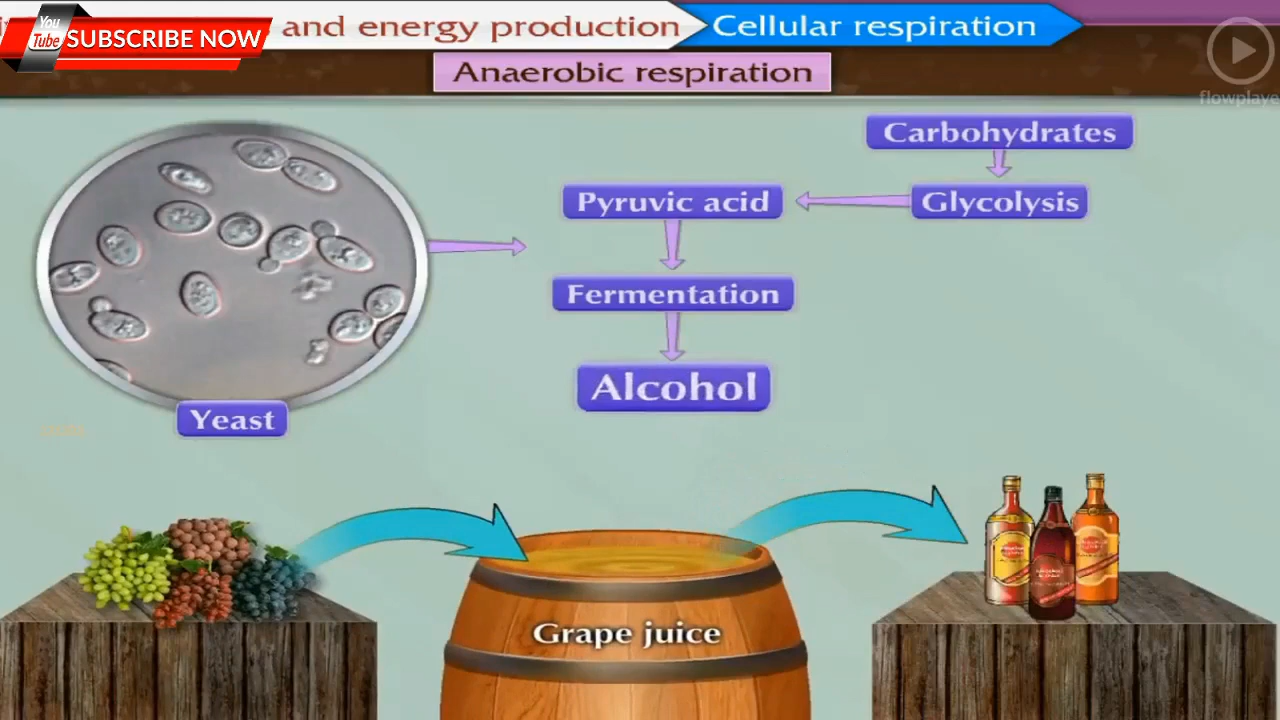 and energy production
Cellular respiration
You
Tube
SUBSCRIBE NOW
Anaerobic respiration
flowplaye
Carbohydrates
Pyruvic acid
Glycolysis
Fermentation
Alcohol
Yeast
Grape juice